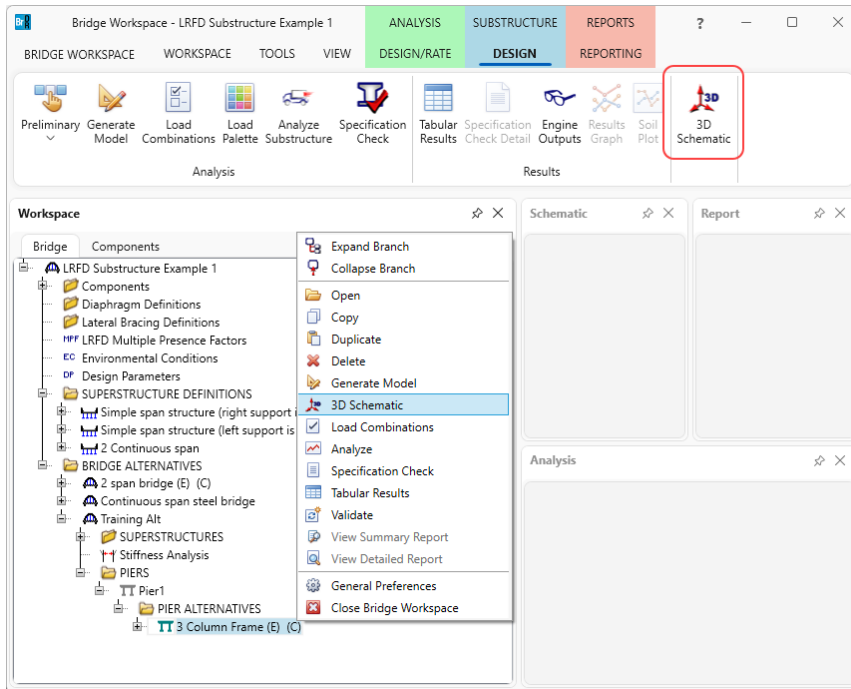 Br
Bridge Workspace - LRFD Substructure Example 1
ANALYSIS
SUBSTRUCTURE
REPORTS
?
BRIDGE WORKSPACE
WORKSPACE
TOOLS
VIEW
DESIGN/RATE
DESIGN
REPORTING
Preliminary
Generate
Model
Load
Combinations
Load
Palette
Analyze
Substructure
Specification
Check
Tabular
Results
Specification
Check Detail
Engine
Outputs
Results
Graph
Soil
Plot
3D
3D
Schematic
Analysis
Results
Workspace
Bridge
Components
LRFD Substructure Example 1
Components
Diaphragm Definitions
Lateral Bracing Definitions
MPF LRFD Multiple Presence Factors
EC Environmental Conditions
DP Design Parameters
SUPERSTRUCTURE DEFINITIONS
Simple span structure (right support i
Simple span structure (left support is
2 Continuous span
BRIDGE ALTERNATIVES
2 span bridge (E) (C)
Continuous span steel bridge
Training Alt
SUPERSTRUCTURES
Stiffness Analysis
PIERS
Pier1
PIER ALTERNATIVES
3 Column Frame (E) (C)
Expand Branch
Collapse Branch
Open
Copy
Duplicate
Delete
Generate Model
3D Schematic
Load Combinations
Analyze
Specification Check
Tabular Results
Validate
View Summary Report
View Detailed Report
General Preferences
Close Bridge Workspace
Schematic
Report
Analysis